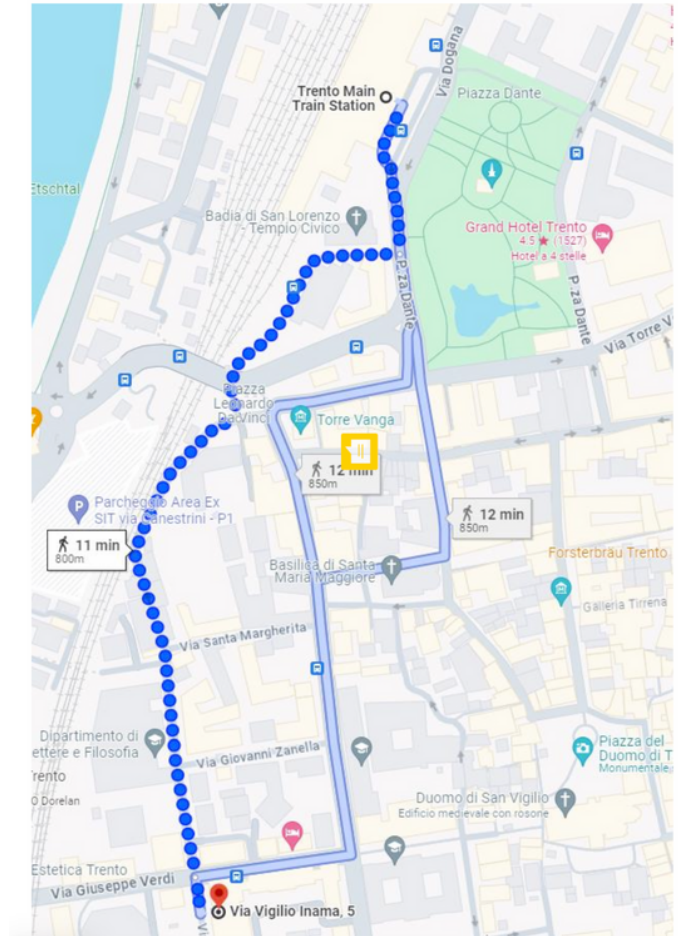 Via Dogana
Piazza Dante
Trento Main
Train Station
Etschtal
Badia di San Lorenzo
- Tempio Civico
Grand Hotel Trento
4.5 ★ (1527)
Hotel a 4 stelle
P.za Dante
P.za Dante
Via Torre V
Piazza
Leonardo
Da Vinci
Torre Vanga
12 min
850m
Parcheggio Area Ex
SIT via Canestrini - P1
12 min
850m
11 min
800m
Forsterbräu Trento
Basilica di Santa
Maria Maggiore
Galleria Tirrena
Via Santa Margherita
Dipartimento di
ettere e Filosofia
Via Giovanni Zanella
Piazza del
Duomo di T
Monumentale
rento
0 Dorelan
Duomo di San Vigilio
Edificio medievale con rosone
Estetica Trento
Via Giuseppe Verdi
Via Vigilio Inama, 5